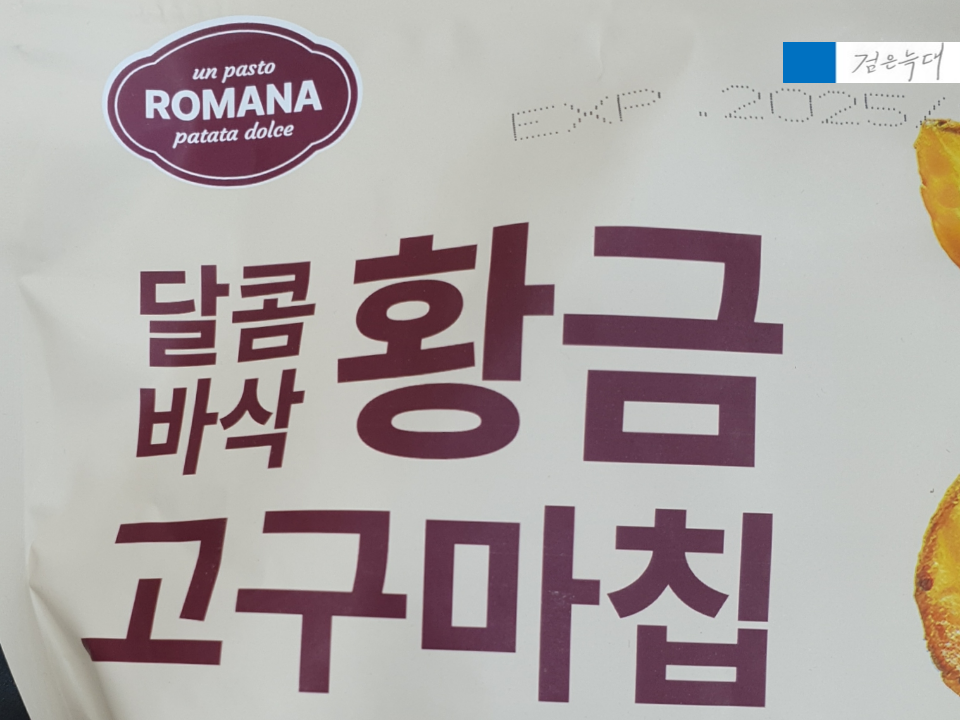 un pasto
ROMANA
patata dolce
검은늑대
EXP .2025/
달콤
바삭
황금
고구마칩